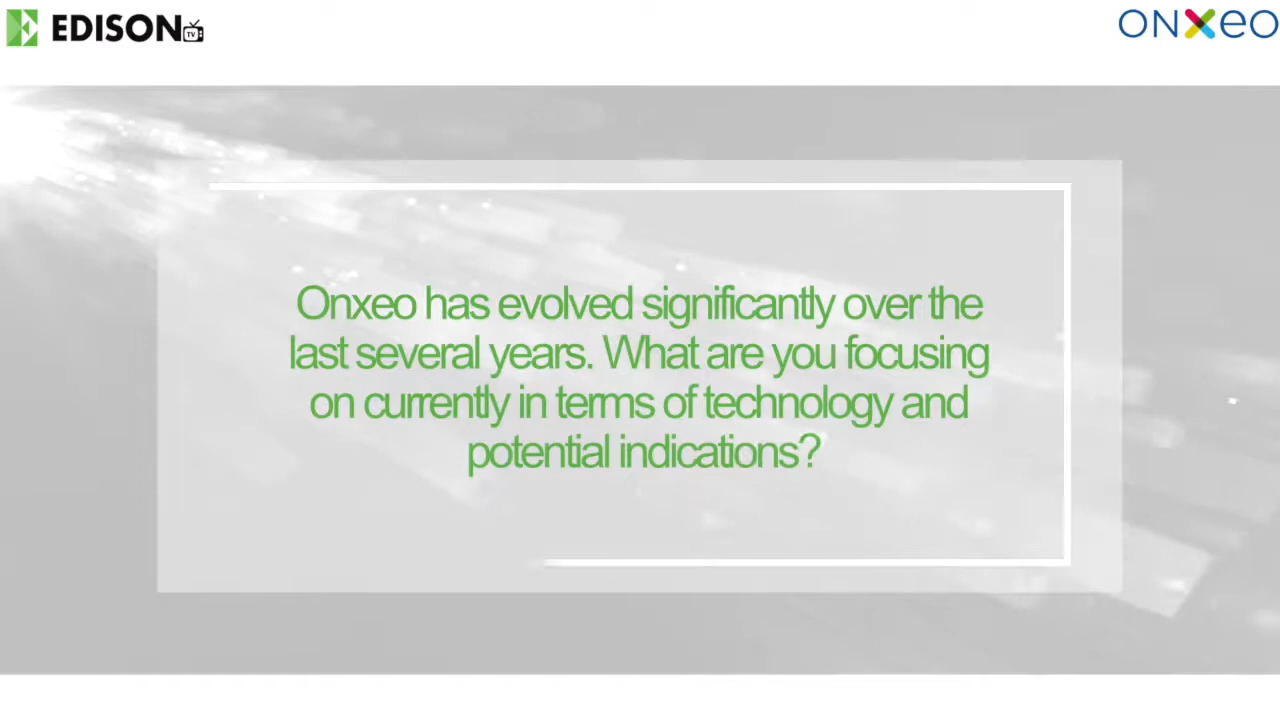 EDISON TV
ONXEO
Onxeo has evolved significantly over the
last several years. What are you focusing
on currently in terms of technology and
potential indications?